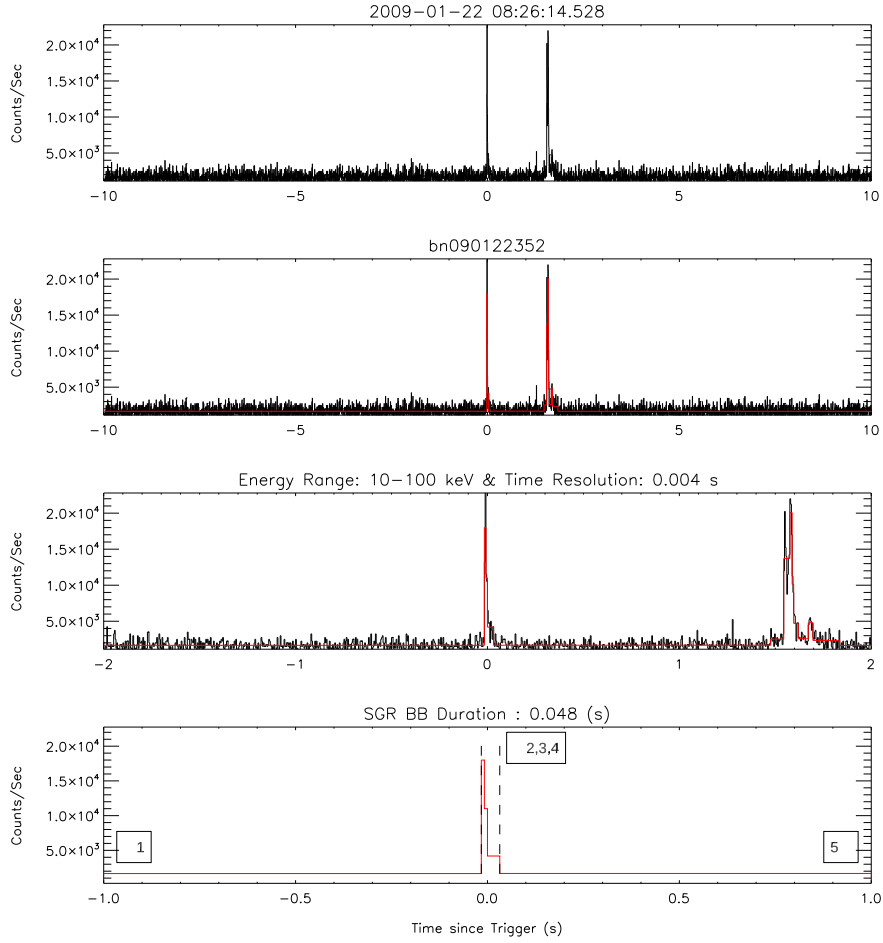 2009-01-22 08:26:14.528
Counts/Sec
2.0×10⁴
1.5×10⁴
1.0×10⁴
5.0×10³
-10 -5 0 5 10
bn090122352
Counts/Sec
2.0×10⁴
1.5×10⁴
1.0×10⁴
5.0×10³
-10 -5 0 5 10
Energy Range: 10-100 keV & Time Resolution: 0.004 s
Counts/Sec
2.0×10⁴
1.5×10⁴
1.0×10⁴
5.0×10³
-2 -1 0 1 2
SGR BB Duration : 0.048 (s)
Counts/Sec
2.0×10⁴
1.5×10⁴
1.0×10⁴
5.0×10³
2,3,4
1
5
-1.0 -0.5 0.0 0.5 1.0
Time since Trigger (s)